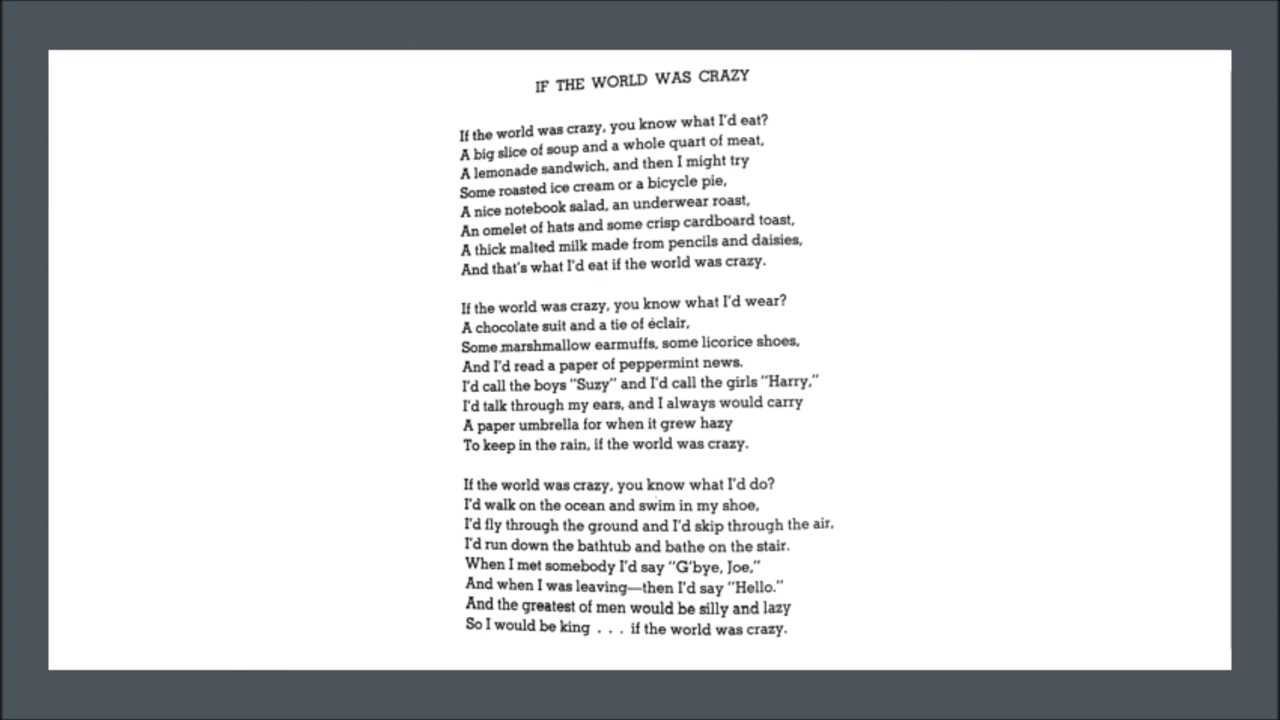 IF THE WORLD WAS CRAZY
If the world was crazy, you know what I'd eat?
A big slice of soup and a whole quart of meat,
A lemonade sandwich, and then I might try
Some roasted ice cream or a bicycle pie,
A nice notebook salad, an underwear roast,
An omelet of hats and some crisp cardboard toast,
A thick malted milk made from pencils and daisies,
And that's what I'd eat if the world was crazy.
If the world was crazy, you know what I'd wear?
A chocolate suit and a tie of éclair,
Some marshmallow earmuffs, some licorice shoes,
And I'd read a paper of peppermint news.
I'd call the boys "Suzy" and I'd call the girls "Harry,"
I'd talk through my ears, and I always would carry
A paper umbrella for when it grew hazy
To keep in the rain, if the world was crazy.
If the world was crazy, you know what I'd do?
I'd walk on the ocean and swim in my shoe,
I'd fly through the ground and I'd skip through the air,
I'd run down the bathtub and bathe on the stair.
When I met somebody I'd say "G'bye, Joe,"
And when I was leaving—then I'd say "Hello."
And the greatest of men would be silly and lazy
So I would be king . . . if the world was crazy.